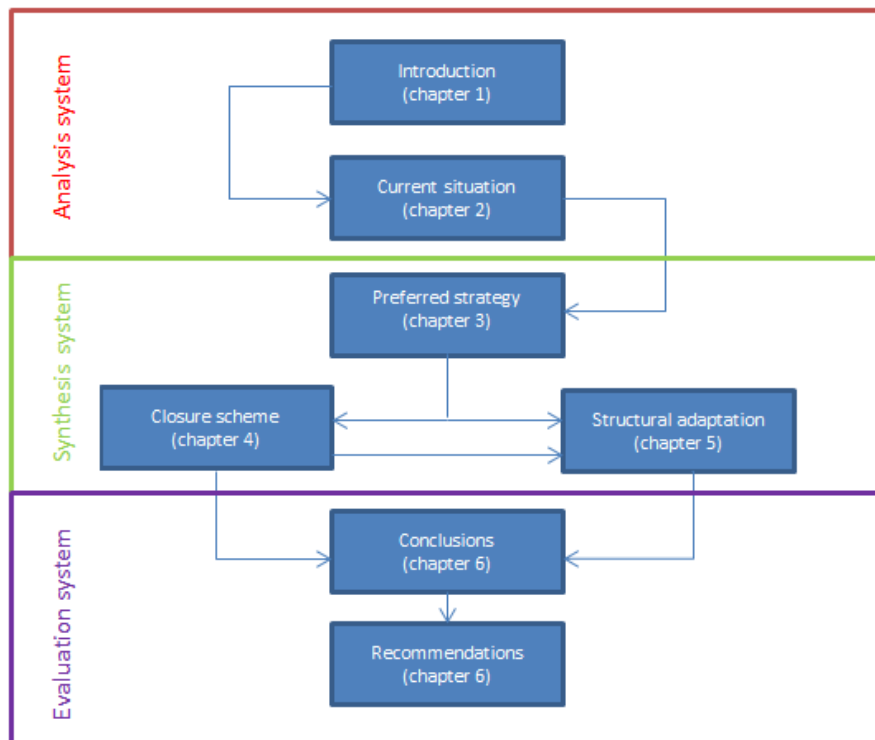 Analysis system
Introduction
(chapter 1)
Current situation
(chapter 2)
Synthesis system
Preferred strategy
(chapter 3)
Closure scheme
(chapter 4)
Structural adaptation
(chapter 5)
Evaluation system
Conclusions
(chapter 6)
Recommendations
(chapter 6)